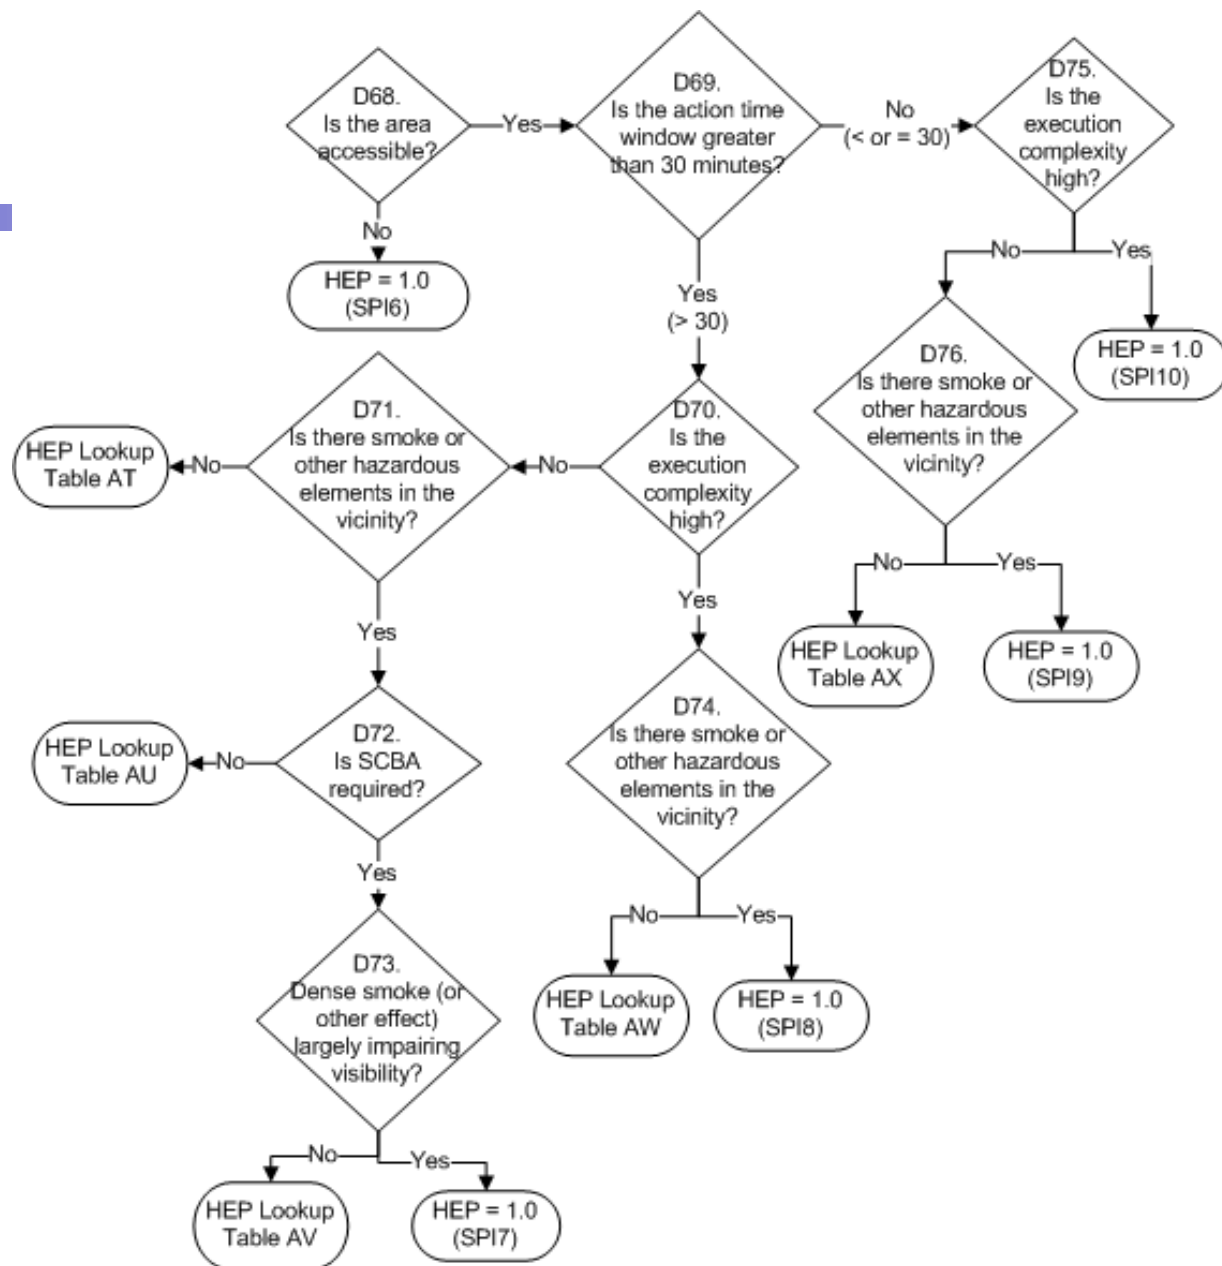 D68.
Is the area
accessible?
Yes
D69.
Is the action time
window greater
than 30 minutes?
No
(< or = 30)
D75.
Is the
execution
complexity
high?
No
HEP = 1.0
(SPI6)
Yes
(> 30)
No
Yes
HEP = 1.0
(SPI10)
D76.
Is there smoke or
other hazardous
elements in the
vicinity?
No
Yes
HEP Lookup
Table AX
HEP = 1.0
(SPI9)
D70.
Is the
execution
complexity
high?
No
D71.
Is there smoke or
other hazardous
elements in the
vicinity?
No
HEP Lookup
Table AT
Yes
Yes
D72.
Is SCBA
required?
No
HEP Lookup
Table AU
D74.
Is there smoke or
other hazardous
elements in the
vicinity?
No
Yes
HEP Lookup
Table AW
HEP = 1.0
(SPI8)
Yes
D73.
Dense smoke (or
other effect)
largely impairing
visibility?
No
Yes
HEP Lookup
Table AV
HEP = 1.0
(SPI7)